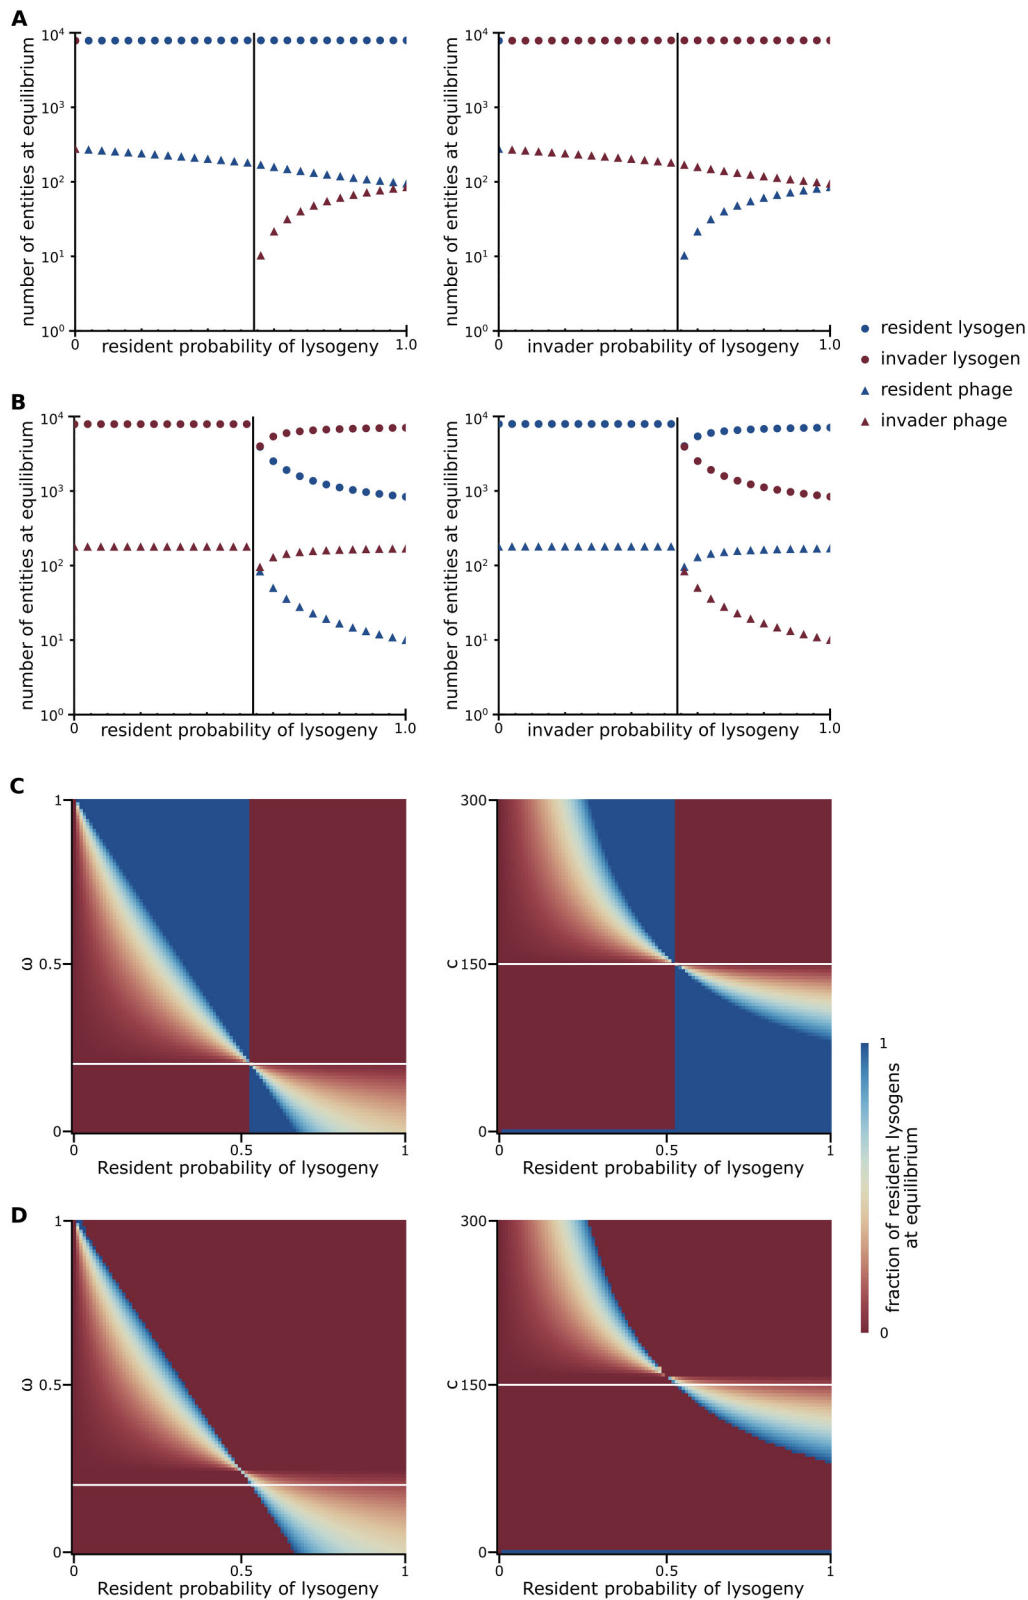 A
number of entities at equilibrium
10⁴
10³
10²
10¹
10⁰
0
resident probability of lysogeny
1.0
number of entities at equilibrium
10⁴
10³
10²
10¹
10⁰
0
invader probability of lysogeny
1.0
resident lysogen
invader lysogen
resident phage
invader phage
B
number of entities at equilibrium
10⁴
10³
10²
10¹
10⁰
0
resident probability of lysogeny
1.0
number of entities at equilibrium
10⁴
10³
10²
10¹
10⁰
0
invader probability of lysogeny
1.0
C
1
ω
0.5
0
0
0.5
1
Resident probability of lysogeny
300
c
150
0
0
0.5
1
Resident probability of lysogeny
1
0
fraction of resident lysogens
at equilibrium
D
1
ω
0.5
0
0
0.5
1
Resident probability of lysogeny
300
c
150
0
0
0.5
1
Resident probability of lysogeny